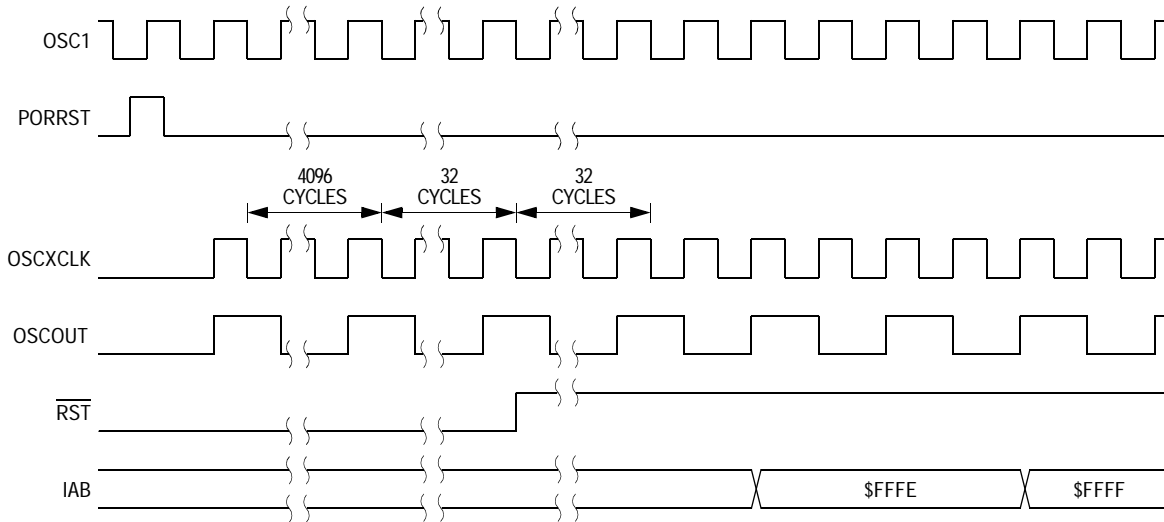 OSC1
PORRST
4096
CYCLES
32
CYCLES
32
CYCLES
OSCXCLK
OSCOUT
RST
IAB
$FFFE
$FFFF